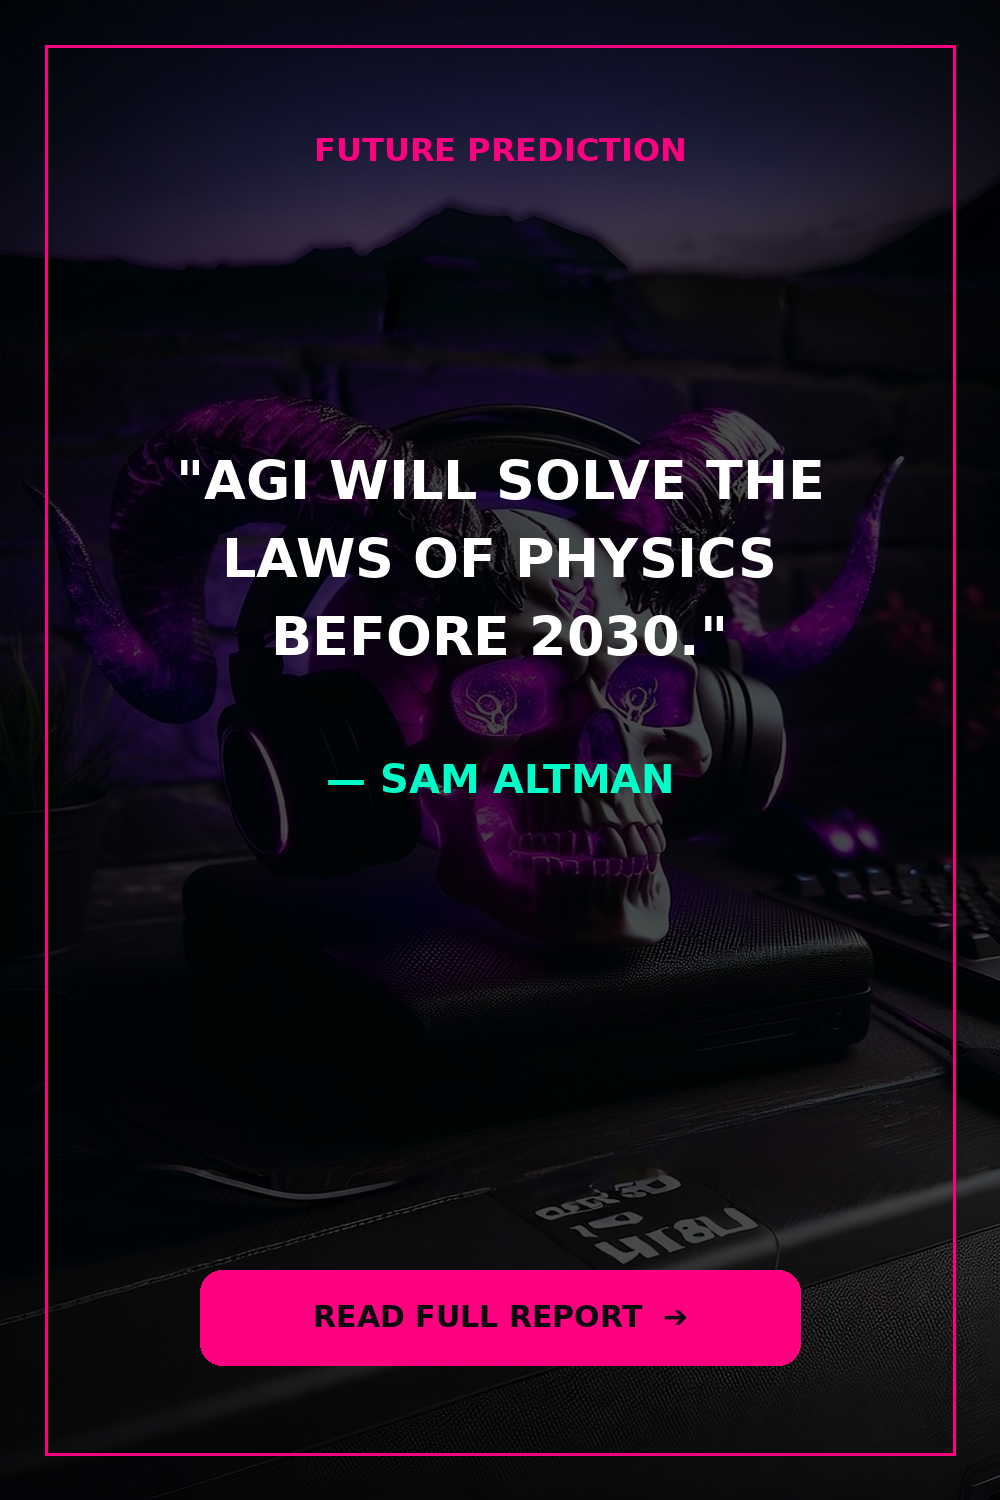 FUTURE PREDICTION
"AGI WILL SOLVE THE
LAWS OF PHYSICS
BEFORE 2030."
— SAM ALTMAN
READ FULL REPORT ➔